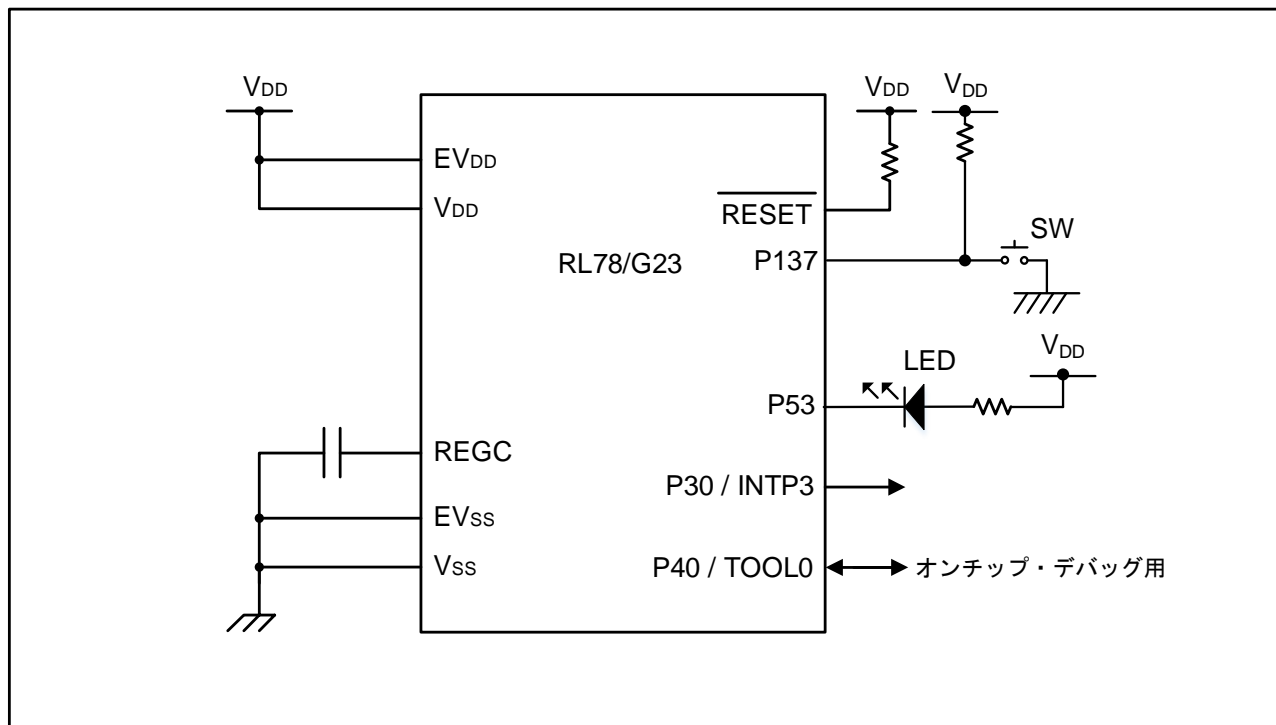 VDD
EVDD
VDD
REGC
EVSS
VSS
RL78/G23
VDD
VDD
RESET
P137
SW
LED
VDD
P53
P30 / INTP3
P40 / TOOL0
オンチップ・デバッグ用